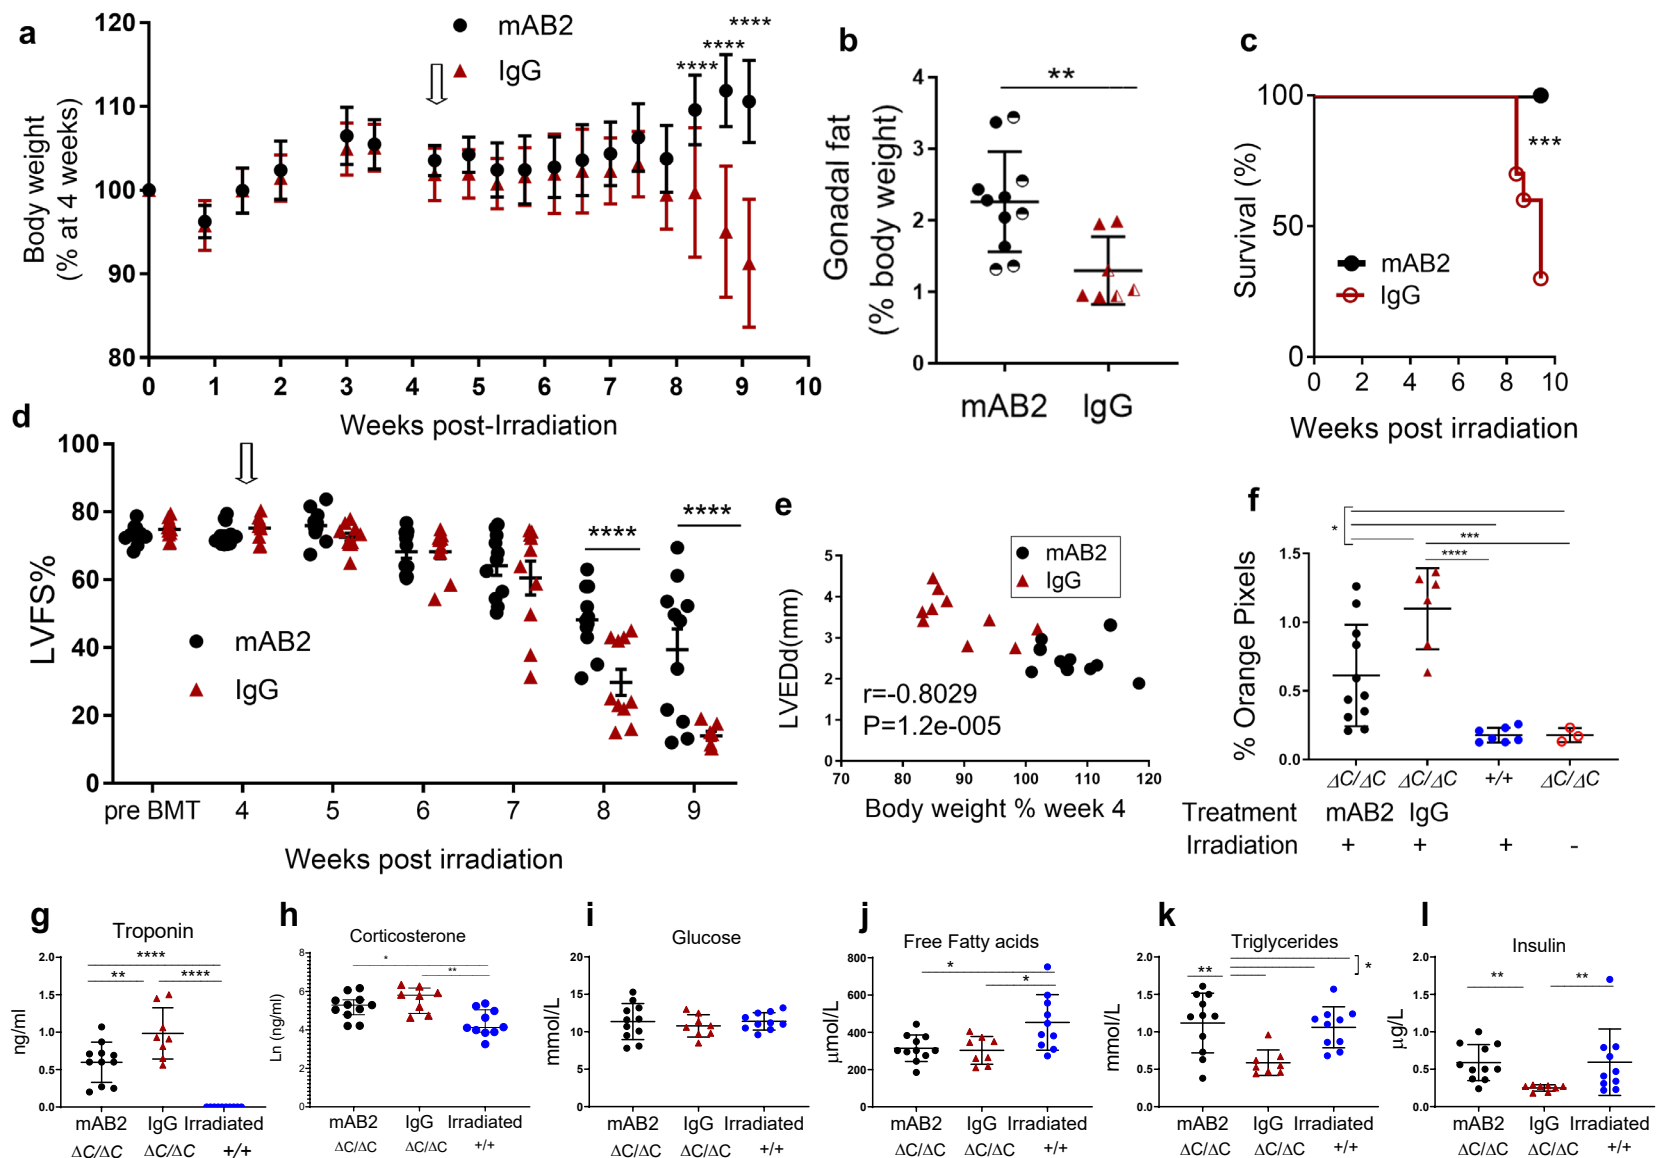 a
120
110
100
90
80
Body weight
(% at 4 weeks)
mAB2
IgG
****
****
****
0 1 2 3 4 5 6 7 8 9 10
Weeks post-Irradiation
b
4
3
2
1
0
Gonadal fat
(% body weight)
**
mAB2 IgG
c
100
50
0
Survival (%)
***
mAB2
IgG
0 2 4 6 8 10
Weeks post irradiation
d
100
80
60
40
20
0
LVFS%
mAB2
IgG
****
****
pre BMT 4 5 6 7 8 9
Weeks post irradiation
e
5
4
3
2
1
0
LVEDd(mm)
mAB2
IgG
r=-0.8029
P=1.2e-005
70 80 90 100 110 120
Body weight % week 4
f
*
***
****
1.5
1.0
0.5
0.0
% Orange Pixels
ΔC/ΔC ΔC/ΔC +/+ ΔC/ΔC
Treatment mAB2 IgG
Irradiation + + + -
g
Troponin
****
** ****
2.0
1.5
1.0
0.5
0.0
ng/ml
mAB2 IgG Irradiated
ΔC/ΔC ΔC/ΔC +/+
h
Corticosterone
*
**
8
6
4
2
0
Ln (ng/ml)
mAB2 IgG Irradiated
ΔC/ΔC ΔC/ΔC +/+
i
Glucose
20
15
10
5
0
mmol/L
mAB2 IgG Irradiated
ΔC/ΔC ΔC/ΔC +/+
j
Free Fatty acids
*
*
800
600
400
200
0
μmol/L
mAB2 IgG Irradiated
ΔC/ΔC ΔC/ΔC +/+
k
Triglycerides
**
*
2.0
1.5
1.0
0.5
0.0
mmol/L
mAB2 IgG Irradiated
ΔC/ΔC ΔC/ΔC +/+
l
Insulin
** **
2.0
1.5
1.0
0.5
0.0
μg/L
mAB2 IgG Irradiated
ΔC/ΔC ΔC/ΔC +/+